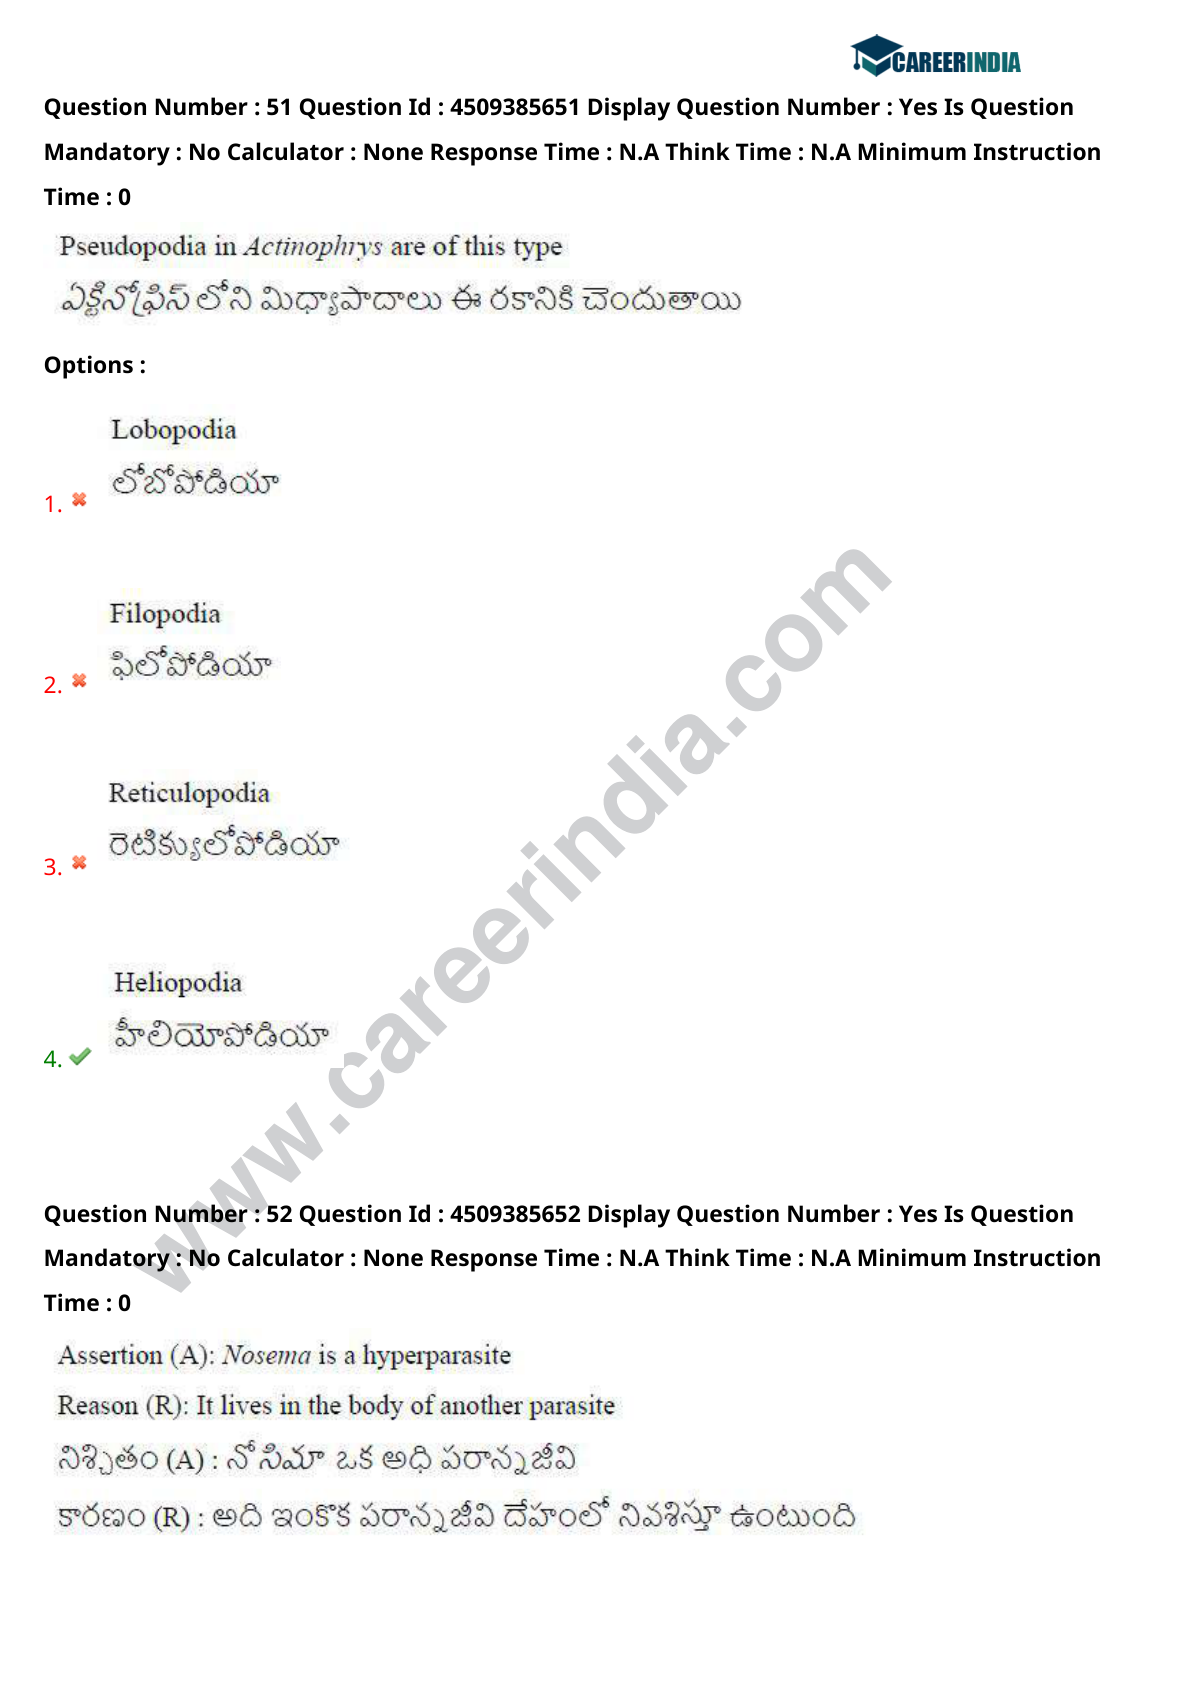 CAREERINDIA
Question Number : 51 Question Id : 4509385651 Display Question Number : Yes Is Question
Mandatory : No Calculator : None Response Time : N.A Think Time : N.A Minimum Instruction
Time : 0
Pseudopodia in Actinophrys are of this type
ఏక్టినోఫ్రిస్ లోని మిధ్యాపాదాలు ఈ రకానికి చెందుతాయి
Options :
Lobopodia
లోబోపోడియా
1.
Filopodia
ఫిలోపోడియా
2.
Reticulopodia
రెటిక్యులోపోడియా
3.
Heliopodia
హీలియోపోడియా
4.
www.careerindia.com
Question Number : 52 Question Id : 4509385652 Display Question Number : Yes Is Question
Mandatory : No Calculator : None Response Time : N.A Think Time : N.A Minimum Instruction
Time : 0
Assertion (A): Nosema is a hyperparasite
Reason (R): It lives in the body of another parasite
నిశ్చితం (A) : నోసిమా ఒక అధి పరాన్నజీవి
కారణం (R) : అది ఇంకొక పరాన్నజీవి దేహంలో నివశిస్తూ ఉంటుంది